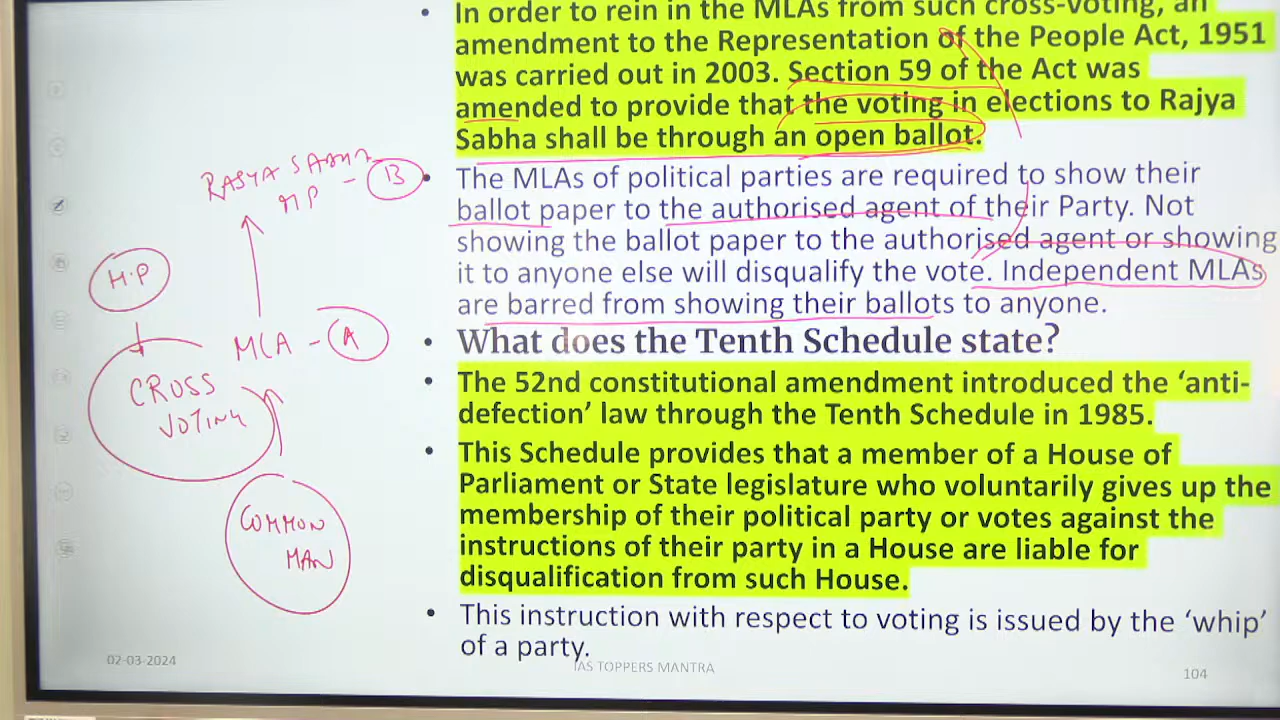 In order to rein in the MLAs from such cross-voting, an
amendment to the Representation of the People Act, 1951
was carried out in 2003. Section 59 of the Act was
amended to provide that the voting in elections to Rajya
Sabha shall be through an open ballot.
The MLAs of political parties are required to show their
ballot paper to the authorised agent of their Party. Not
showing the ballot paper to the authorised agent or showing
it to anyone else will disqualify the vote. Independent MLAs
are barred from showing their ballots to anyone.
What does the Tenth Schedule state?
The 52nd constitutional amendment introduced the ‘anti-
defection’ law through the Tenth Schedule in 1985.
This Schedule provides that a member of a House of
Parliament or State legislature who voluntarily gives up the
membership of their political party or votes against the
instructions of their party in a House are liable for
disqualification from such House.
This instruction with respect to voting is issued by the ‘whip’
of a party.
RAJYA SABHA
MP - B
H.P
MLA - A
CROSS
VOTING
COMMON
MAN
02-03-2024
IAS TOPPERS MANTRA
104